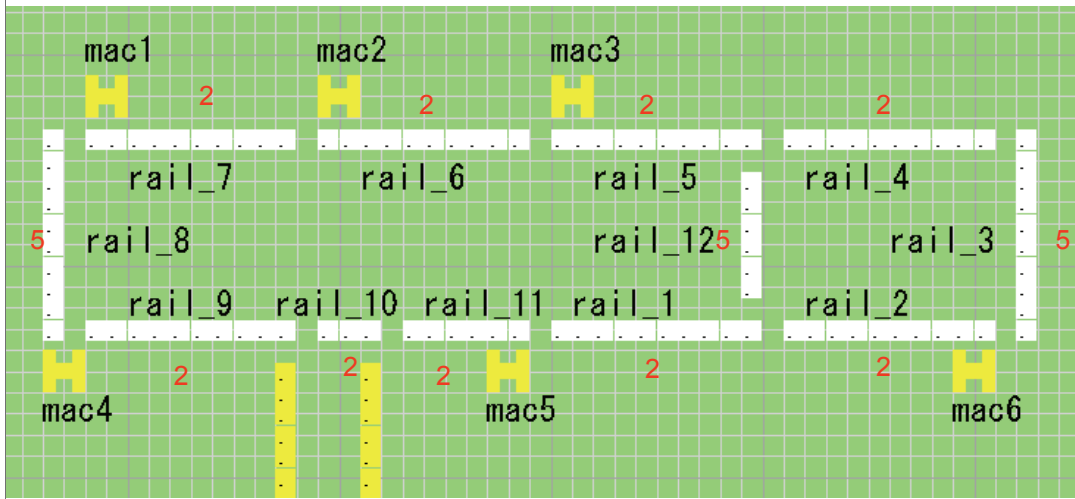 mac1 mac2 mac3
2 2 2 2
rail_7 rail_6 rail_5 rail_4
5 rail_8 rail_12 5 rail_3 5
rail_9 rail_10 rail_11 rail_1 rail_2
2 2 2 2 2
mac4 mac5 mac6